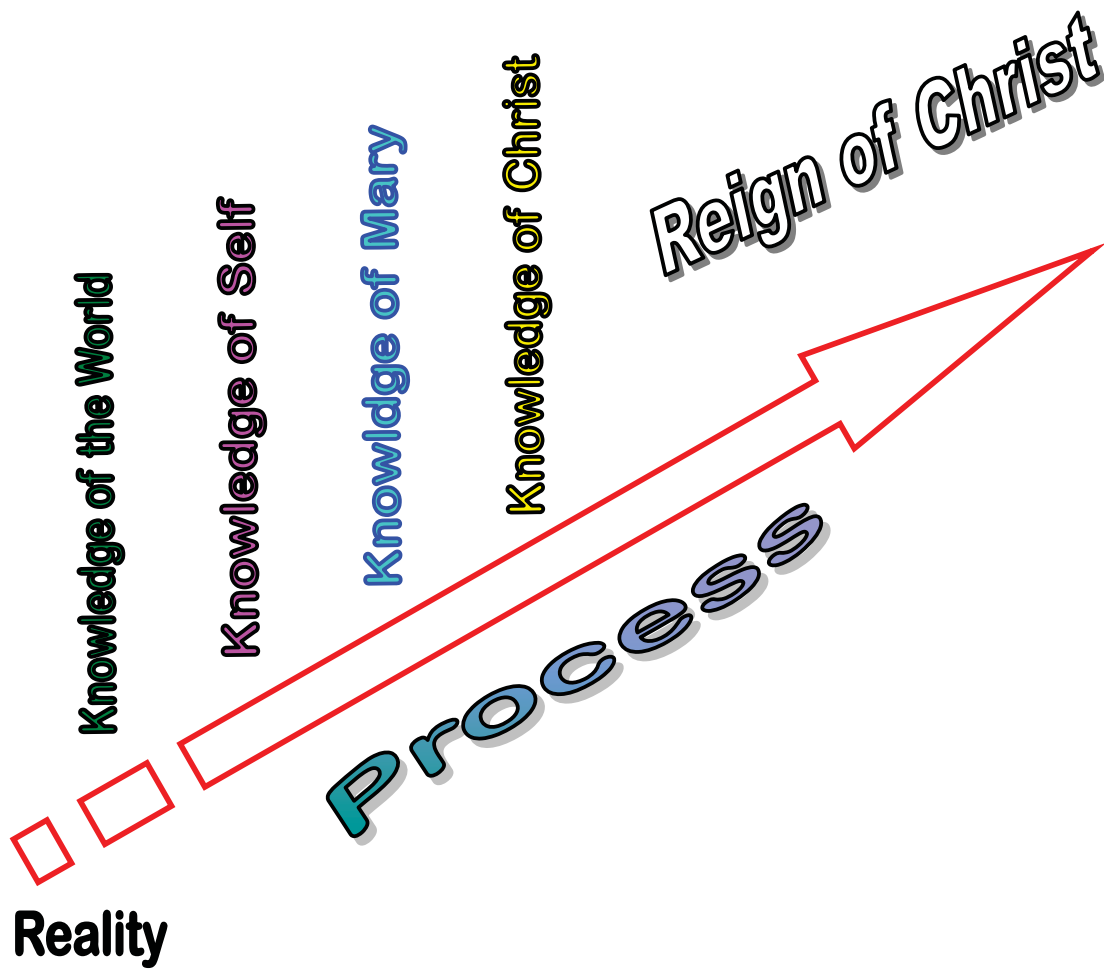 Knowledge of the World
Knowledge of Self
Knowldge of Mary
Knowledge of Christ
Reign of Christ
Process
Reality